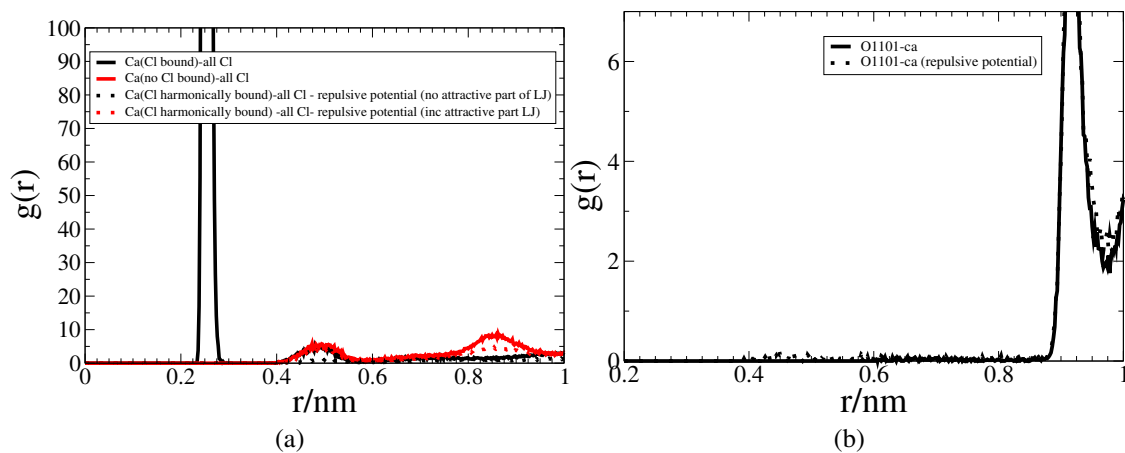 100
90
80
70
60
50
40
30
20
10
0
g(r)
Ca(Cl bound)-all Cl
Ca(no Cl bound)-all Cl
Ca(Cl harmonically bound)-all Cl - repulsive potential (no attractive part of LJ)
Ca(Cl harmonically bound) -all Cl- repulsive potential (inc attractive part LJ)
0 0.2 0.4 0.6 0.8 1
r/nm
(a)
6
4
2
0
g(r)
O1101-ca
O1101-ca (repulsive potential)
0.2 0.4 0.6 0.8 1
r/nm
(b)